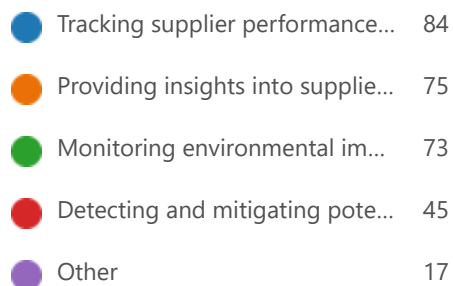 Tracking supplier performance... 84
Providing insights into supplie... 75
Monitoring environmental im... 73
Detecting and mitigating pote... 45
Other 17